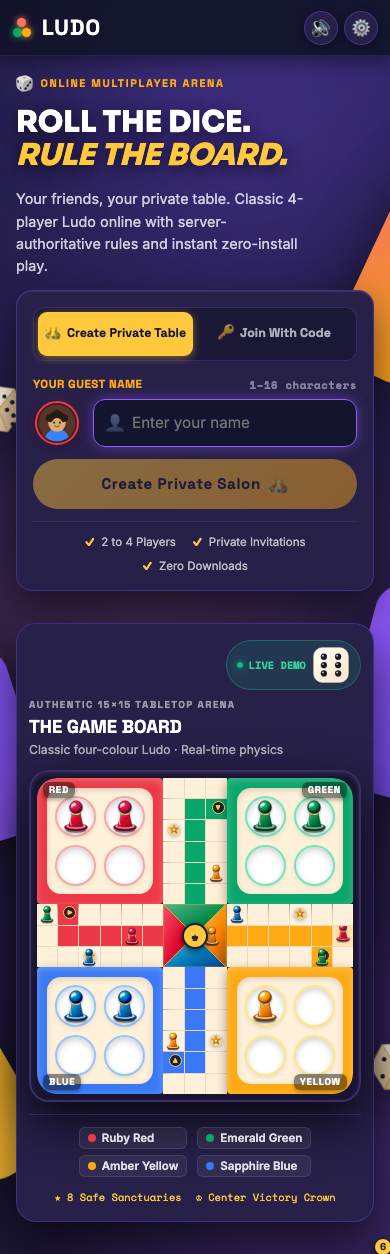 LUDO
ONLINE MULTIPLAYER ARENA
ROLL THE DICE.
RULE THE BOARD.
Your friends, your private table. Classic 4-
player Ludo online with server-
authoritative rules and instant zero-install
play.
Create Private Table
Join With Code
YOUR GUEST NAME
1–16 characters
Enter your name
Create Private Salon
2 to 4 Players
Private Invitations
Zero Downloads
LIVE DEMO
AUTHENTIC 15×15 TABLETOP ARENA
THE GAME BOARD
Classic four-colour Ludo · Real-time physics
RED
GREEN
BLUE
YELLOW
Ruby Red
Emerald Green
Amber Yellow
Sapphire Blue
★ 8 Safe Sanctuaries
♔ Center Victory Crown
6